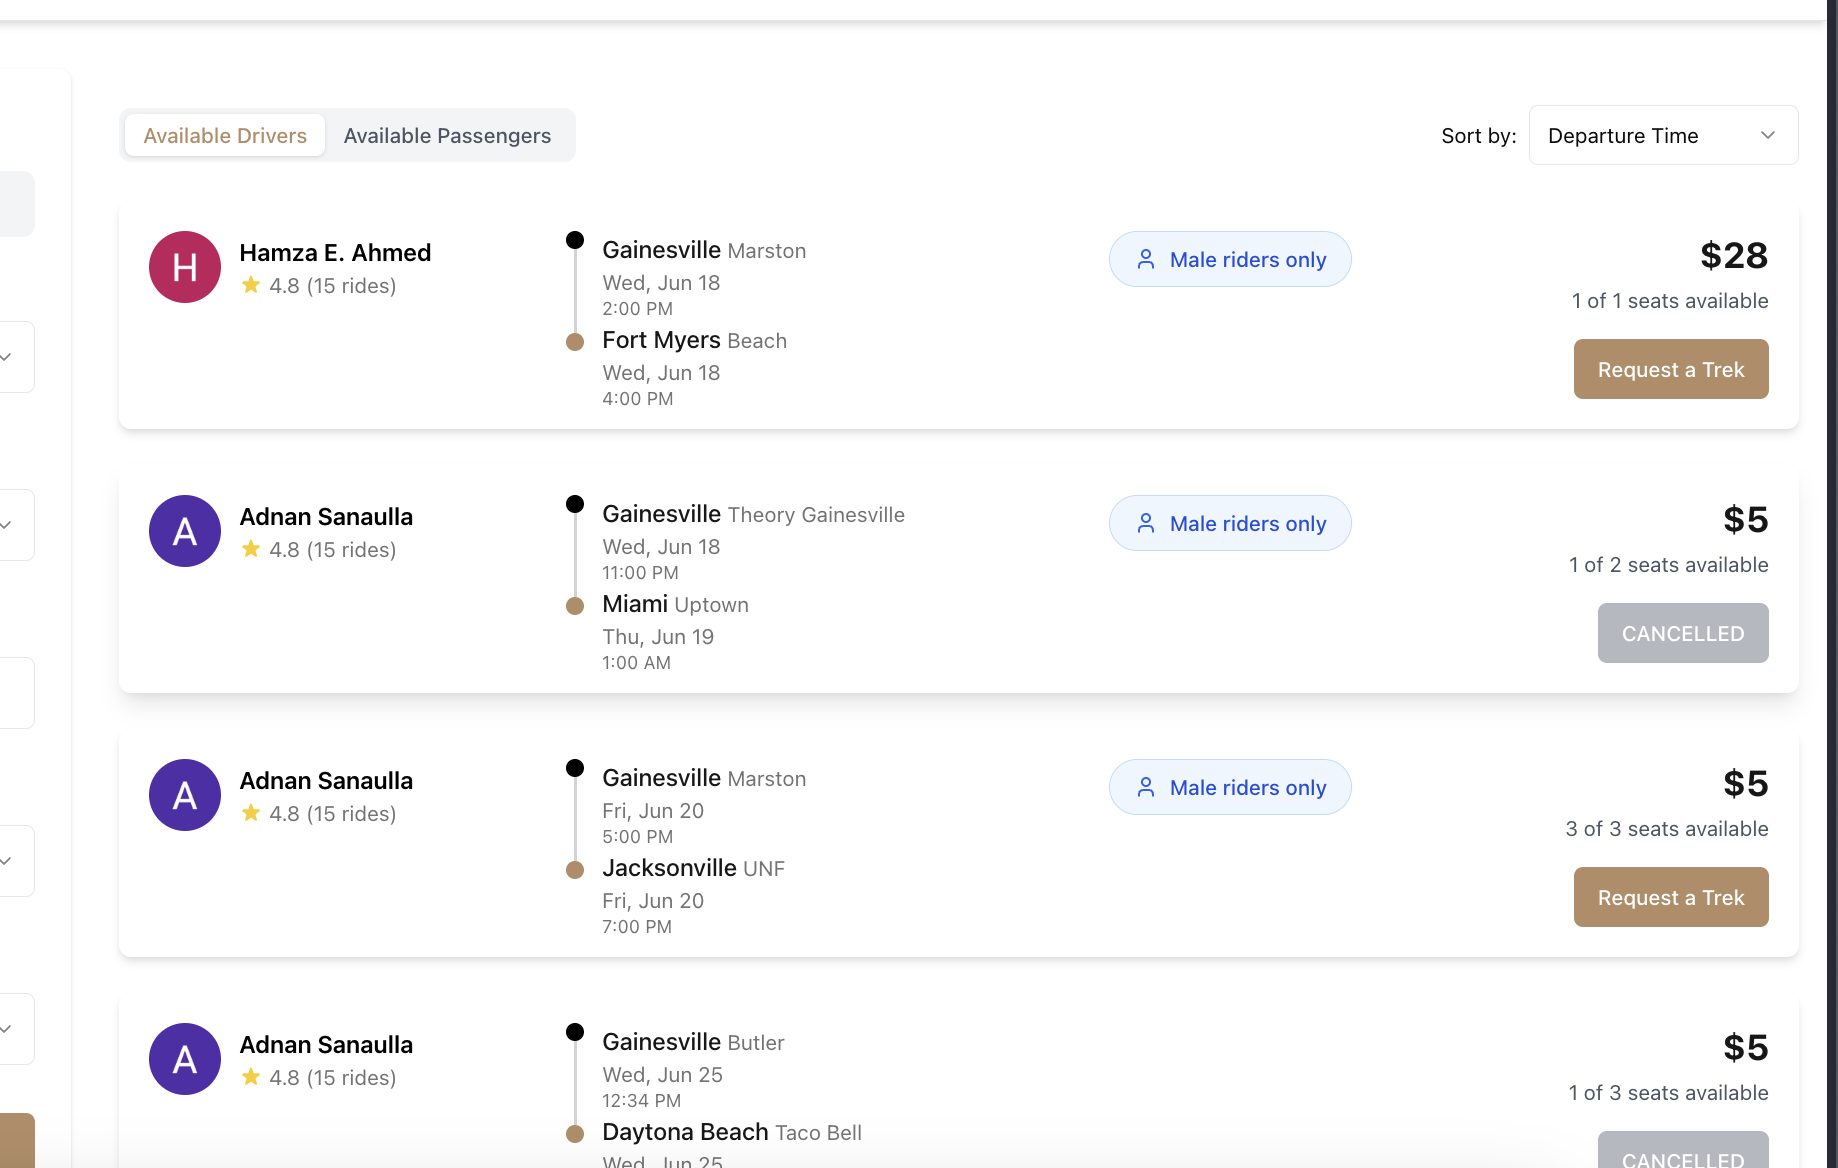 Available Drivers
Available Passengers
Sort by:
Departure Time
H
Hamza E. Ahmed
4.8 (15 rides)
Gainesville Marston
Wed, Jun 18
2:00 PM
Fort Myers Beach
Wed, Jun 18
4:00 PM
Male riders only
$28
1 of 1 seats available
Request a Trek
A
Adnan Sanaulla
4.8 (15 rides)
Gainesville Theory Gainesville
Wed, Jun 18
11:00 PM
Miami Uptown
Thu, Jun 19
1:00 AM
Male riders only
$5
1 of 2 seats available
CANCELLED
A
Adnan Sanaulla
4.8 (15 rides)
Gainesville Marston
Fri, Jun 20
5:00 PM
Jacksonville UNF
Fri, Jun 20
7:00 PM
Male riders only
$5
3 of 3 seats available
Request a Trek
A
Adnan Sanaulla
4.8 (15 rides)
Gainesville Butler
Wed, Jun 25
12:34 PM
Daytona Beach Taco Bell
Wed, Jun 25
$5
1 of 3 seats available
CANCELLED